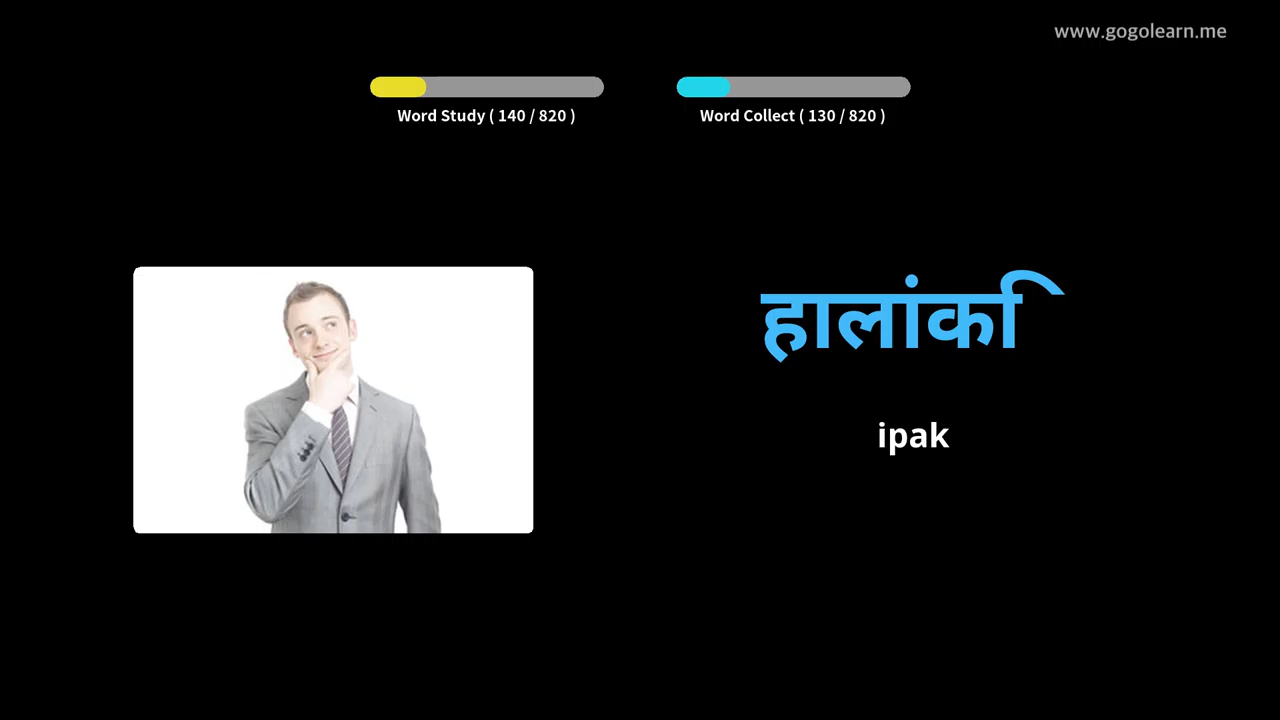 www.gogolearn.me
Word Study ( 140 / 820 )
Word Collect ( 130 / 820 )
हालांकि
ipak